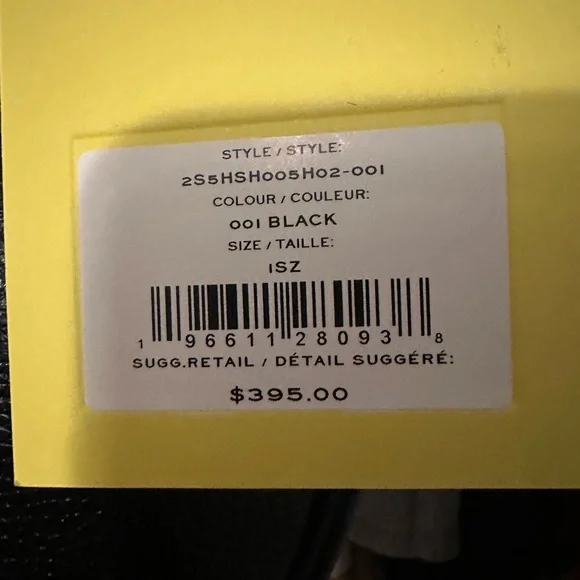 STYLE / STYLE:
2S5HSH005H02-001
COLOUR / COULEUR:
001 BLACK
SIZE / TAILLE:
1SZ
1 96611 28093 8
SUGG.RETAIL / DÉTAIL SUGGÉRÉ:
$395.00